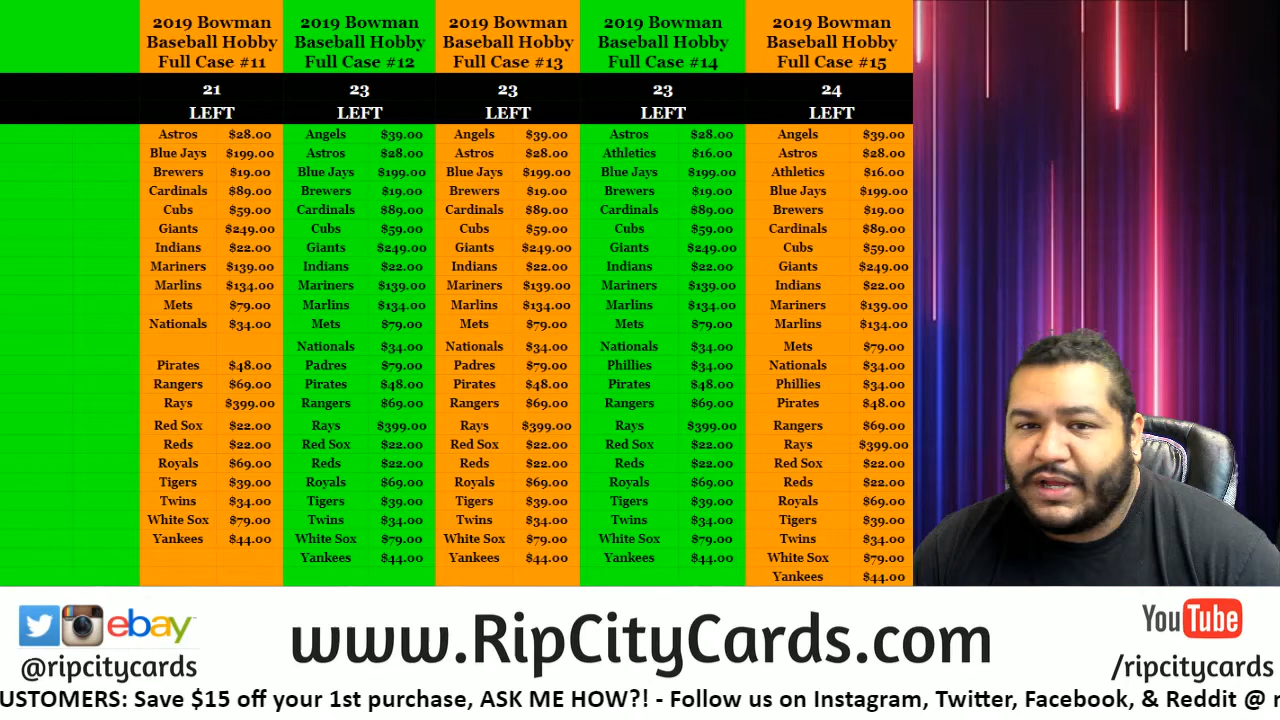 2019 Bowman
Baseball Hobby
Full Case #11
21
LEFT
Astros $28.00
Blue Jays $199.00
Brewers $19.00
Cardinals $89.00
Cubs $59.00
Giants $249.00
Indians $22.00
Mariners $139.00
Marlins $134.00
Mets $79.00
Nationals $34.00
Pirates $48.00
Rangers $69.00
Rays $399.00
Red Sox $22.00
Reds $22.00
Royals $69.00
Tigers $39.00
Twins $34.00
White Sox $79.00
Yankees $44.00
2019 Bowman
Baseball Hobby
Full Case #12
23
LEFT
Angels $39.00
Astros $28.00
Blue Jays $199.00
Brewers $19.00
Cardinals $89.00
Cubs $59.00
Giants $249.00
Indians $22.00
Mariners $139.00
Marlins $134.00
Mets $79.00
Nationals $34.00
Padres $79.00
Pirates $48.00
Rangers $69.00
Rays $399.00
Red Sox $22.00
Reds $22.00
Royals $69.00
Tigers $39.00
Twins $34.00
White Sox $79.00
Yankees $44.00
2019 Bowman
Baseball Hobby
Full Case #13
23
LEFT
Angels $39.00
Astros $28.00
Blue Jays $199.00
Brewers $19.00
Cardinals $89.00
Cubs $59.00
Giants $249.00
Indians $22.00
Mariners $139.00
Marlins $134.00
Mets $79.00
Nationals $34.00
Padres $79.00
Pirates $48.00
Rangers $69.00
Rays $399.00
Red Sox $22.00
Reds $22.00
Royals $69.00
Tigers $39.00
Twins $34.00
White Sox $79.00
Yankees $44.00
2019 Bowman
Baseball Hobby
Full Case #14
23
LEFT
Astros $28.00
Athletics $16.00
Blue Jays $199.00
Brewers $19.00
Cardinals $89.00
Cubs $59.00
Giants $249.00
Indians $22.00
Mariners $139.00
Marlins $134.00
Mets $79.00
Nationals $34.00
Phillies $34.00
Pirates $48.00
Rangers $69.00
Rays $399.00
Red Sox $22.00
Reds $22.00
Royals $69.00
Tigers $39.00
Twins $34.00
White Sox $79.00
Yankees $44.00
2019 Bowman
Baseball Hobby
Full Case #15
24
LEFT
Angels $39.00
Astros $28.00
Athletics $16.00
Blue Jays $199.00
Brewers $19.00
Cardinals $89.00
Cubs $59.00
Giants $249.00
Indians $22.00
Mariners $139.00
Marlins $134.00
Mets $79.00
Nationals $34.00
Phillies $34.00
Pirates $48.00
Rangers $69.00
Rays $399.00
Red Sox $22.00
Reds $22.00
Royals $69.00
Tigers $39.00
Twins $34.00
White Sox $79.00
Yankees $44.00
ebay
@ripcitycards
www.RipCityCards.com
YouTube
/ripcitycards
USTOMERS: Save $15 off your 1st purchase, ASK ME HOW?! - Follow us on Instagram, Twitter, Facebook, & Reddit @